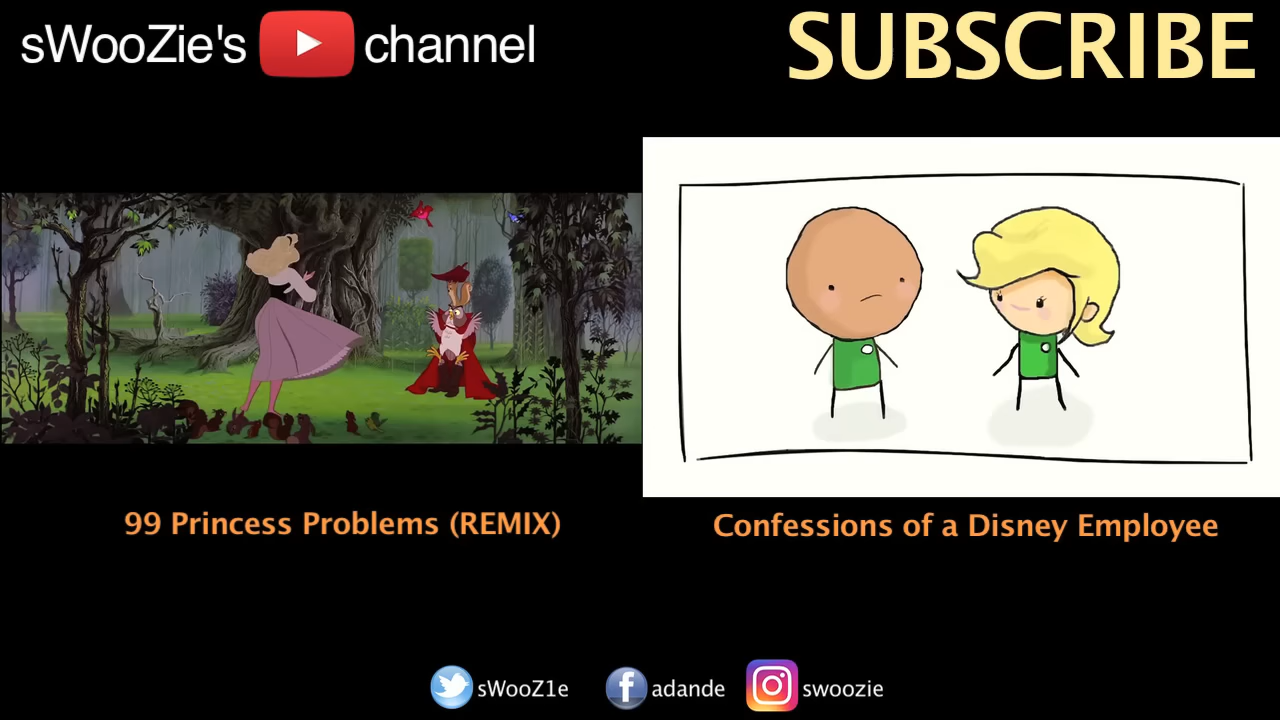 sWooZie's channel
SUBSCRIBE
99 Princess Problems (REMIX)
Confessions of a Disney Employee
sWooZ1e
adande
swoozie